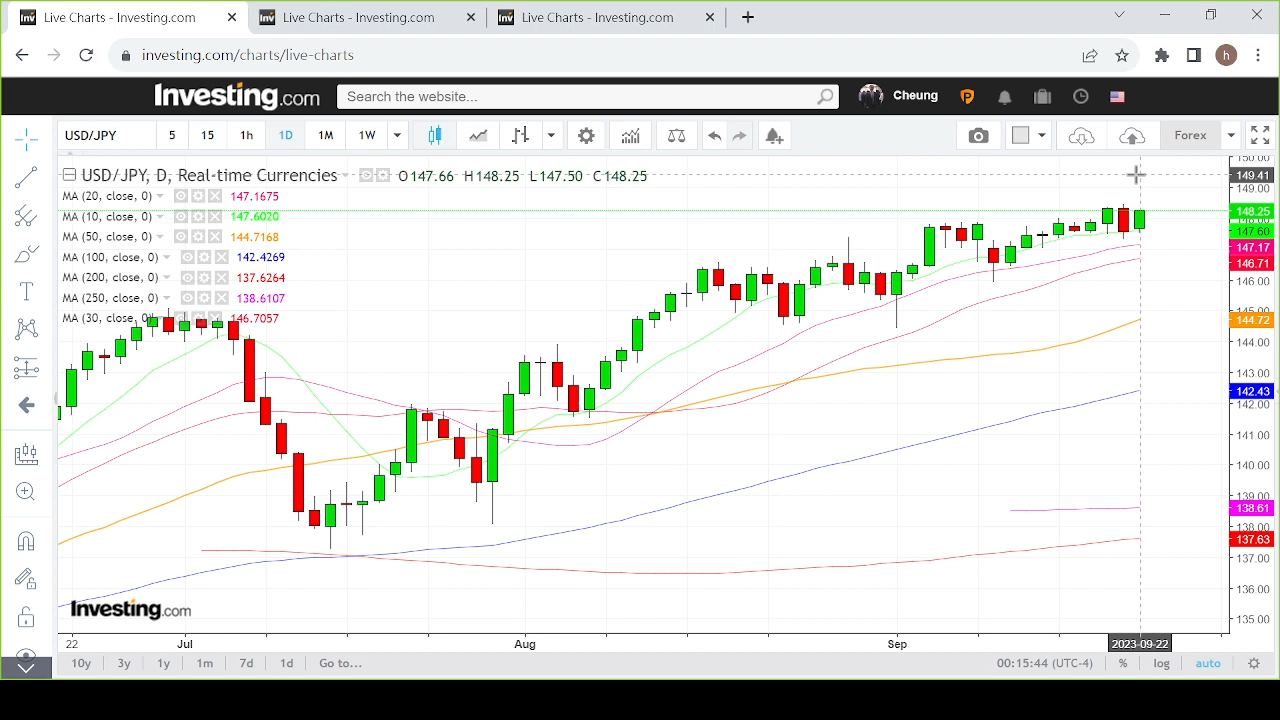 Live Charts - Investing.com
Live Charts - Investing.com
Live Charts - Investing.com
investing.com/charts/live-charts
h
Investing.com
Search the website...
Cheung
P
USD/JPY
5
15
1h
1D
1M
1W
Forex
USD/JPY, D, Real-time Currencies
O147.66 H148.25 L147.50 C148.25
MA (20, close, 0) 147.1675
MA (10, close, 0) 147.6020
MA (50, close, 0) 144.7168
MA (100, close, 0) 142.4269
MA (200, close, 0) 137.6264
MA (250, close, 0) 138.6107
MA (30, close, 0) 146.7057
150.00
149.41
149.00
148.25
148.00
147.60
147.17
146.71
146.00
145.00
144.72
144.00
143.00
142.43
142.00
141.00
140.00
139.00
138.61
138.00
137.63
137.00
136.00
135.00
Investing.com
22
Jul
Aug
Sep
2023-09-22
10y
3y
1y
1m
7d
1d
Go to...
00:15:44 (UTC-4)
%
log
auto